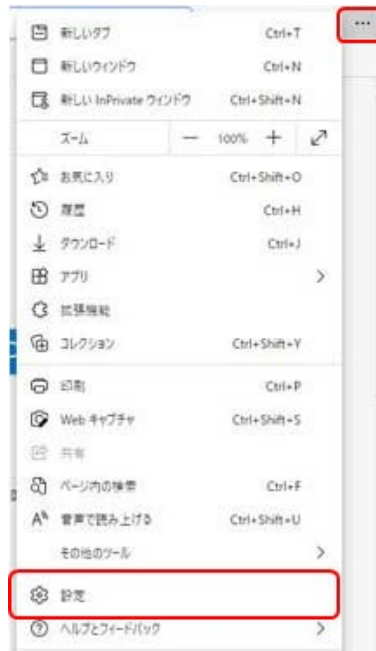 …
新しいタブ Ctrl+T
新しいウィンドウ Ctrl+N
新しい InPrivate ウィンドウ Ctrl+Shift+N
ズーム — 100% +
お気に入り Ctrl+Shift+O
履歴 Ctrl+H
ダウンロード Ctrl+J
アプリ
拡張機能
コレクション Ctrl+Shift+Y
印刷 Ctrl+P
Web キャプチャ Ctrl+Shift+S
共有
ページ内の検索 Ctrl+F
音声で読み上げる Ctrl+Shift+U
その他のツール
設定
ヘルプとフィードバック